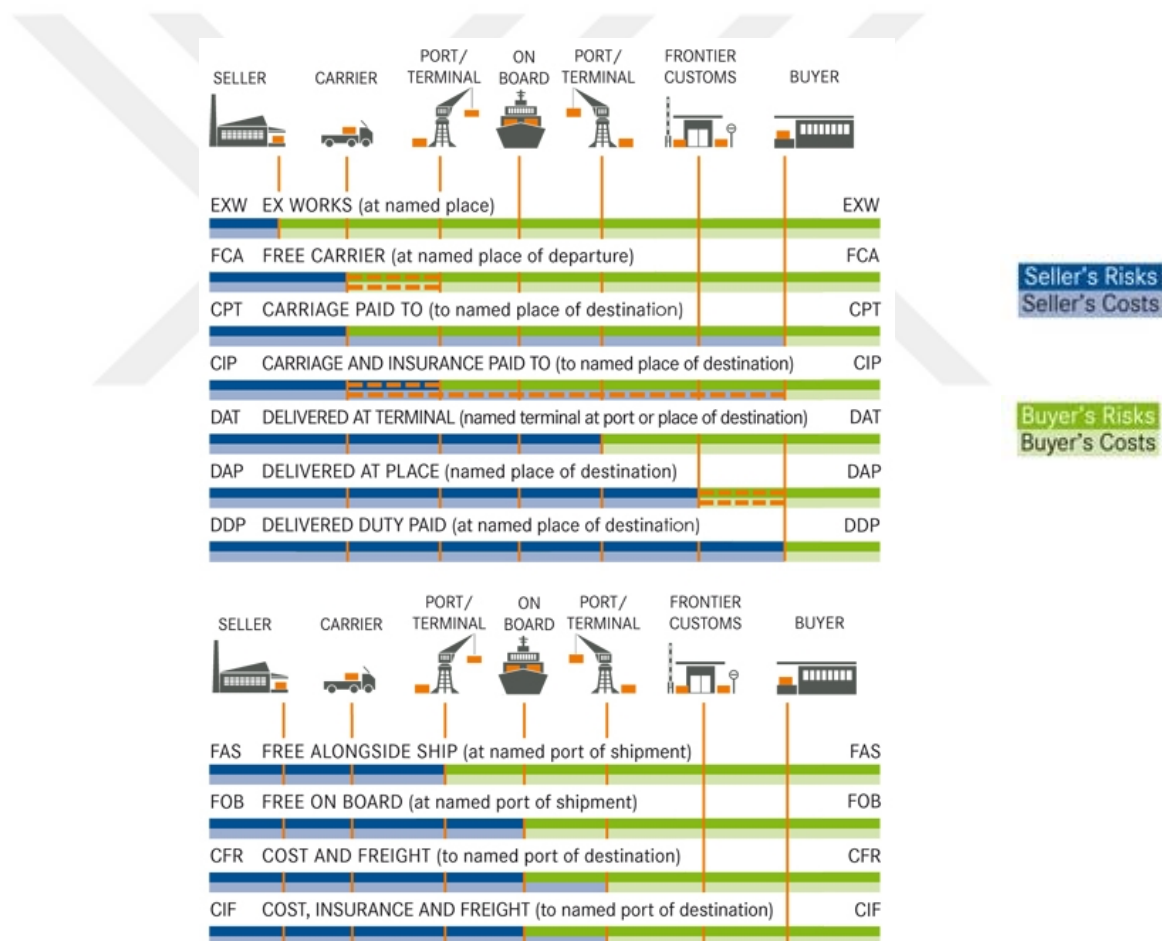 SELLER CARRIER PORT/ TERMINAL ON BOARD PORT/ TERMINAL FRONTIER CUSTOMS BUYER
EXW EX WORKS (at named place) EXW
FCA FREE CARRIER (at named place of departure) FCA
CPT CARRIAGE PAID TO (to named place of destination) CPT
CIP CARRIAGE AND INSURANCE PAID TO (to named place of destination) CIP
DAT DELIVERED AT TERMINAL (named terminal at port or place of destination) DAT
DAP DELIVERED AT PLACE (named place of destination) DAP
DDP DELIVERED DUTY PAID (at named place of destination) DDP
Seller's Risks
Seller's Costs
Buyer's Risks
Buyer's Costs
SELLER CARRIER PORT/ TERMINAL ON BOARD PORT/ TERMINAL FRONTIER CUSTOMS BUYER
FAS FREE ALONGSIDE SHIP (at named port of shipment) FAS
FOB FREE ON BOARD (at named port of shipment) FOB
CFR COST AND FREIGHT (to named port of destination) CFR
CIF COST, INSURANCE AND FREIGHT (to named port of destination) CIF